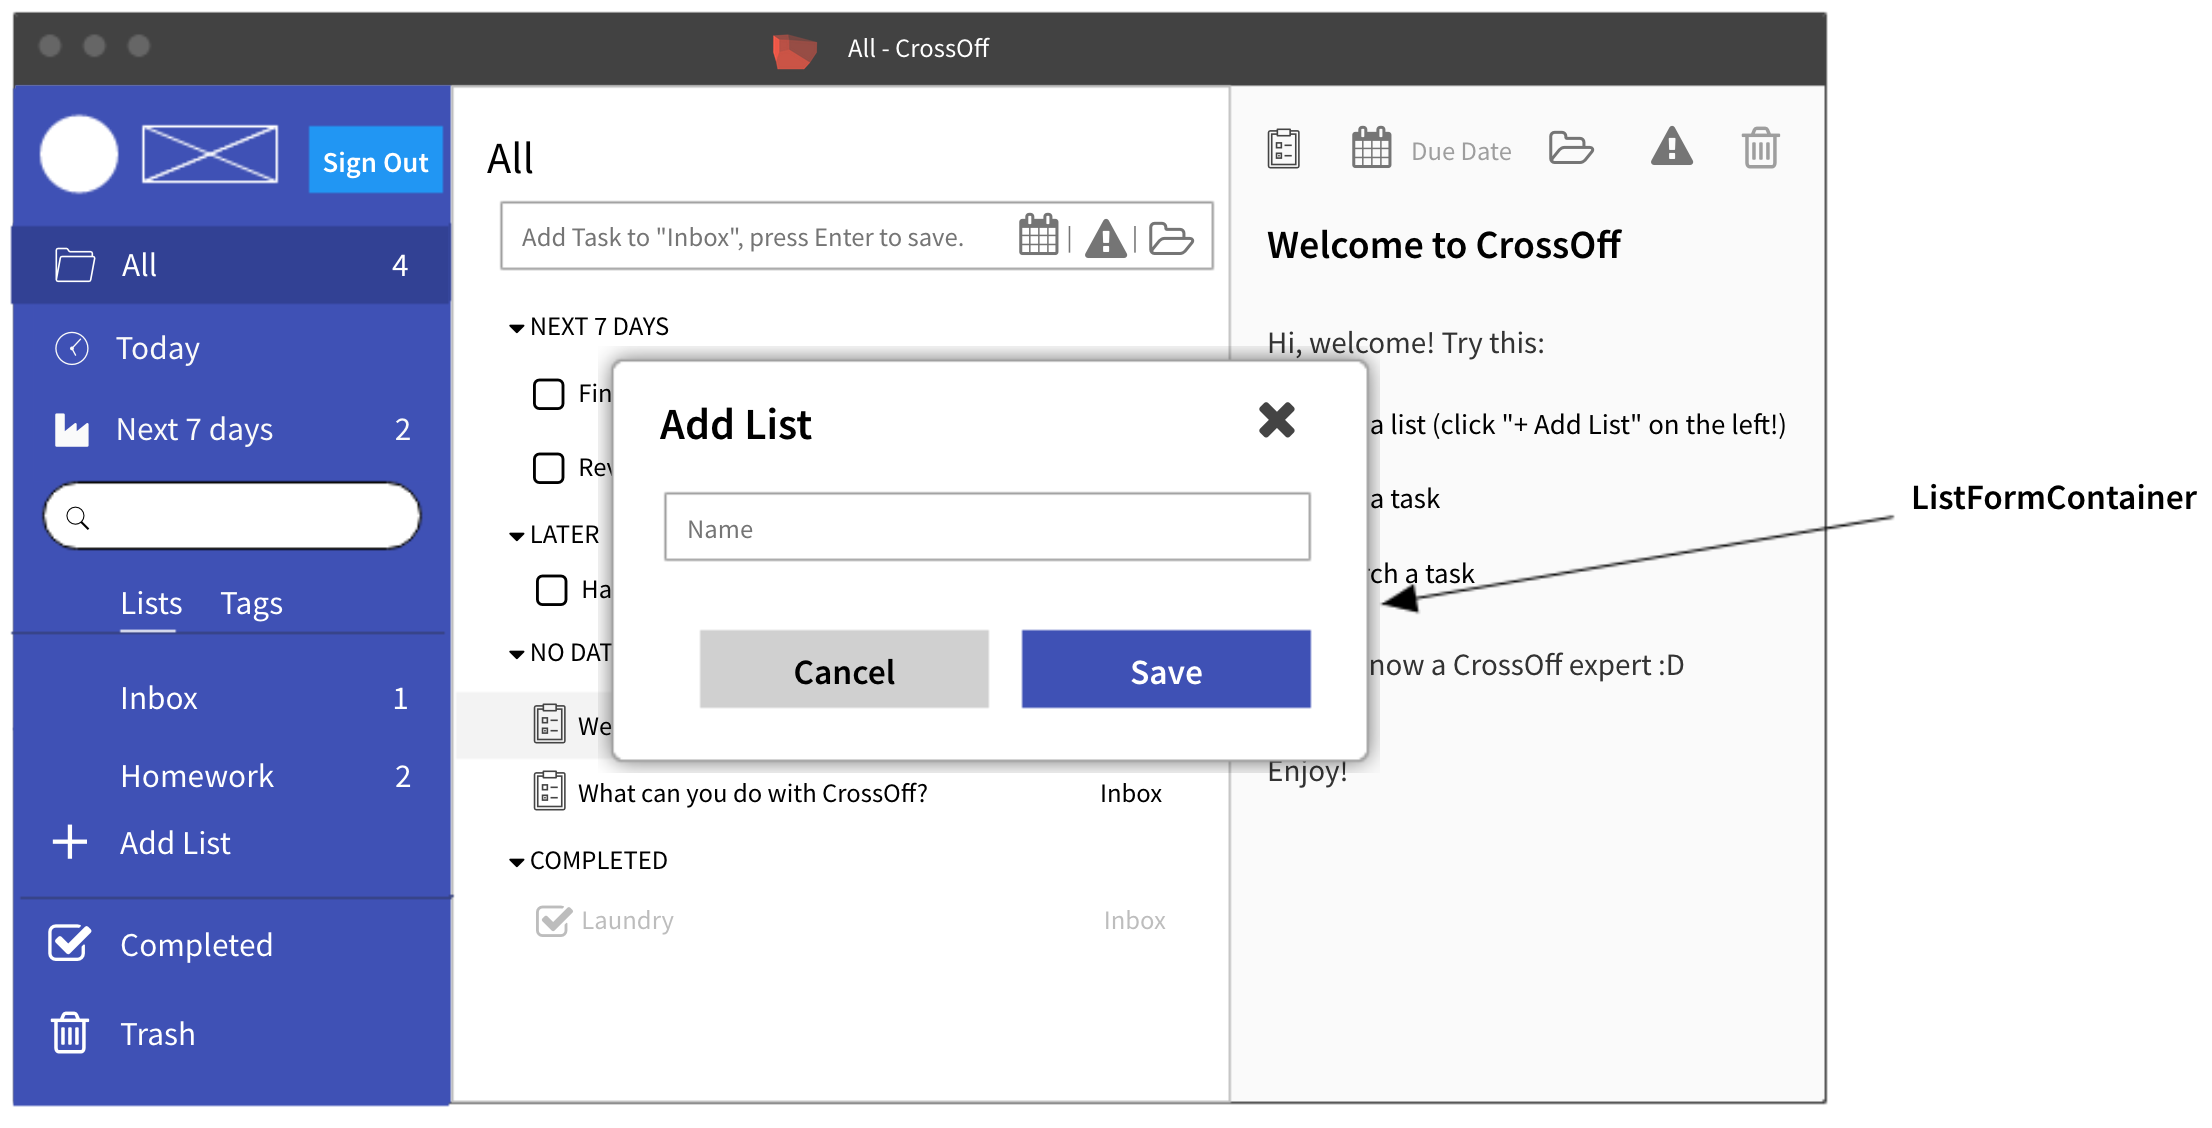 All - CrossOff
Sign Out
All 4
Today
Next 7 days 2
Lists Tags
Inbox 1
Homework 2
Add List
Completed
Trash
All
Add Task to "Inbox", press Enter to save.
NEXT 7 DAYS
Fin
Rev
LATER
Ha
NO DAT
We
What can you do with CrossOff? Inbox
COMPLETED
Laundry Inbox
Add List
Name
Cancel Save
Due Date
Welcome to CrossOff
Hi, welcome! Try this:
a list (click "+ Add List" on the left!)
a task
rch a task
now a CrossOff expert :D
Enjoy!
ListFormContainer